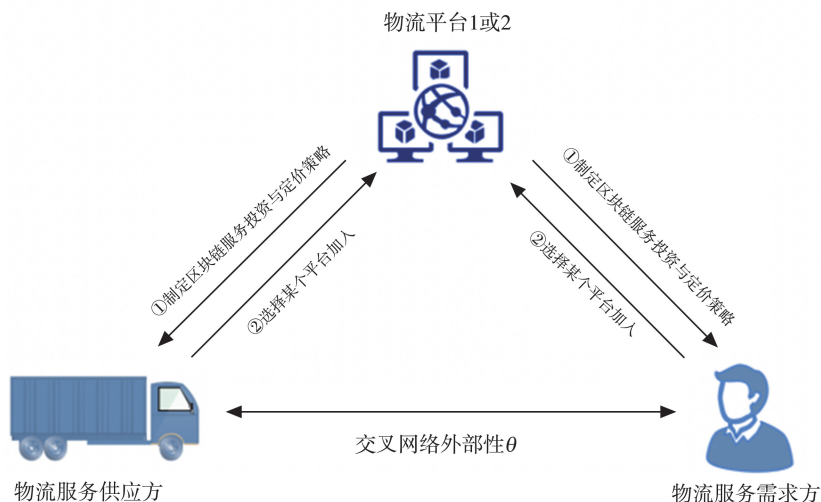 物流平台1或2
①制定区块链服务投资与定价策略
②选择某个平台加入
①制定区块链服务投资与定价策略
②选择某个平台加入
交叉网络外部性θ
物流服务供应方
物流服务需求方